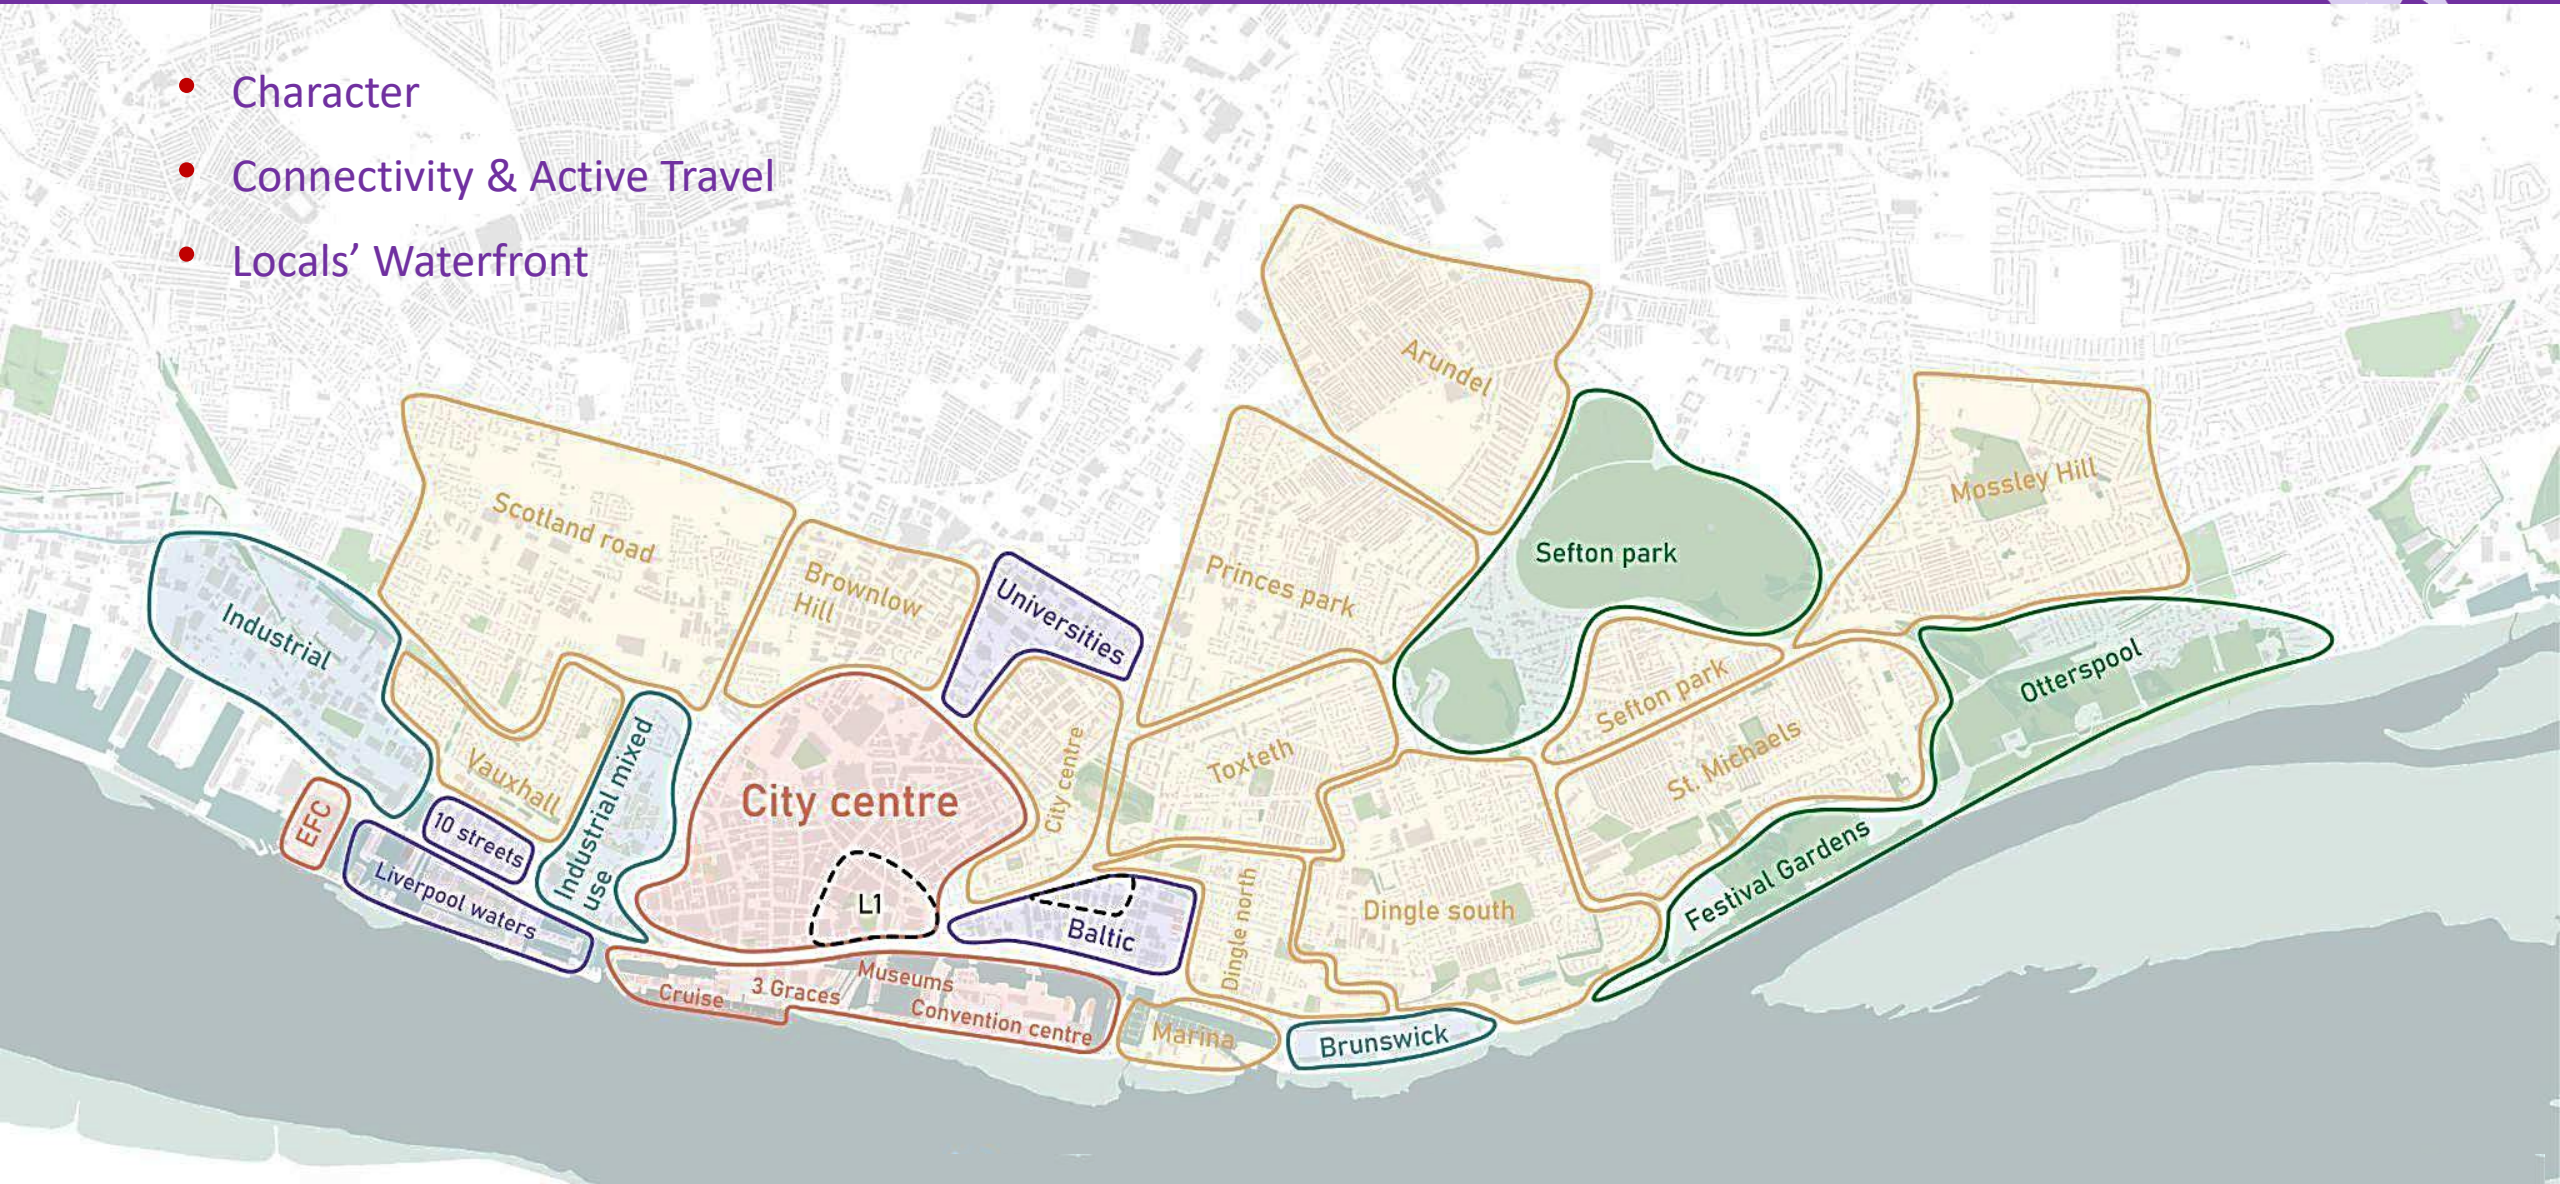 • Character
• Connectivity & Active Travel
• Locals’ Waterfront
Arundel
Scotland road
Mossley Hill
Sefton park
Brownlow
Hill
Universities
Princes park
Industrial
Otterspool
Sefton park
Vauxhall
Industrial mixed
use
City centre
City centre
Toxteth
St. Michaels
EFC
10 streets
Liverpool waters
L1
Baltic
Dingle north
Dingle south
Festival Gardens
Cruise
3 Graces
Museums
Convention centre
Marina
Brunswick